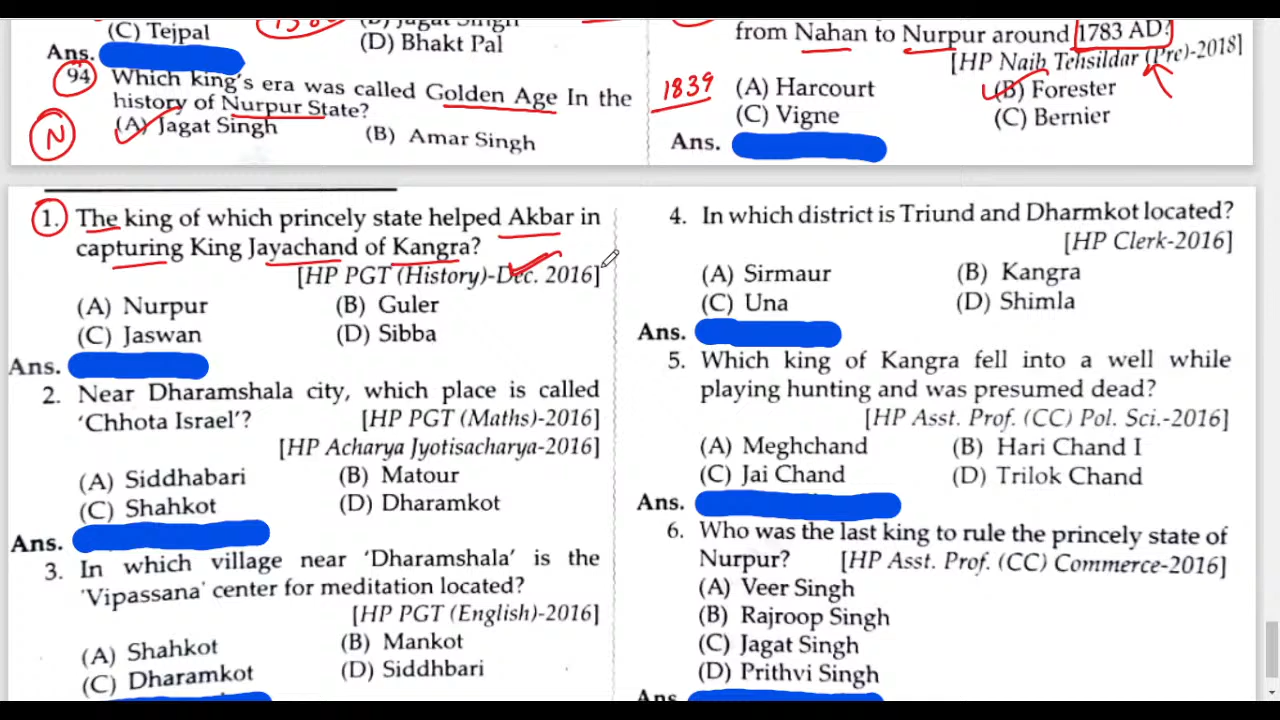 (C) Tejpal
(D) Jagat Singh
(D) Bhakt Pal
Ans.
94 Which king's era was called Golden Age In the
history of Nurpur State?
N
(A) Jagat Singh
(B) Amar Singh
from Nahan to Nurpur around 1783 AD?
[HP Naib Tehsildar (Pre)-2018]
1839
(A) Harcourt
(B) Forester
(C) Vigne
(C) Bernier
Ans.
1. The king of which princely state helped Akbar in
capturing King Jayachand of Kangra?
[HP PGT (History)-Dec. 2016]
(A) Nurpur
(B) Guler
(C) Jaswan
(D) Sibba
Ans.
2. Near Dharamshala city, which place is called
'Chhota Israel'? [HP PGT (Maths)-2016]
[HP Acharya Jyotisacharya-2016]
(A) Siddhabari
(B) Matour
(C) Shahkot
(D) Dharamkot
Ans.
3. In which village near 'Dharamshala' is the
'Vipassana' center for meditation located?
[HP PGT (English)-2016]
(A) Shahkot
(B) Mankot
(C) Dharamkot
(D) Siddhbari
4. In which district is Triund and Dharmkot located?
[HP Clerk-2016]
(A) Sirmaur
(B) Kangra
(C) Una
(D) Shimla
Ans.
5. Which king of Kangra fell into a well while
playing hunting and was presumed dead?
[HP Asst. Prof. (CC) Pol. Sci.-2016]
(A) Meghchand
(B) Hari Chand I
(C) Jai Chand
(D) Trilok Chand
Ans.
6. Who was the last king to rule the princely state of
Nurpur? [HP Asst. Prof. (CC) Commerce-2016]
(A) Veer Singh
(B) Rajroop Singh
(C) Jagat Singh
(D) Prithvi Singh
Ans